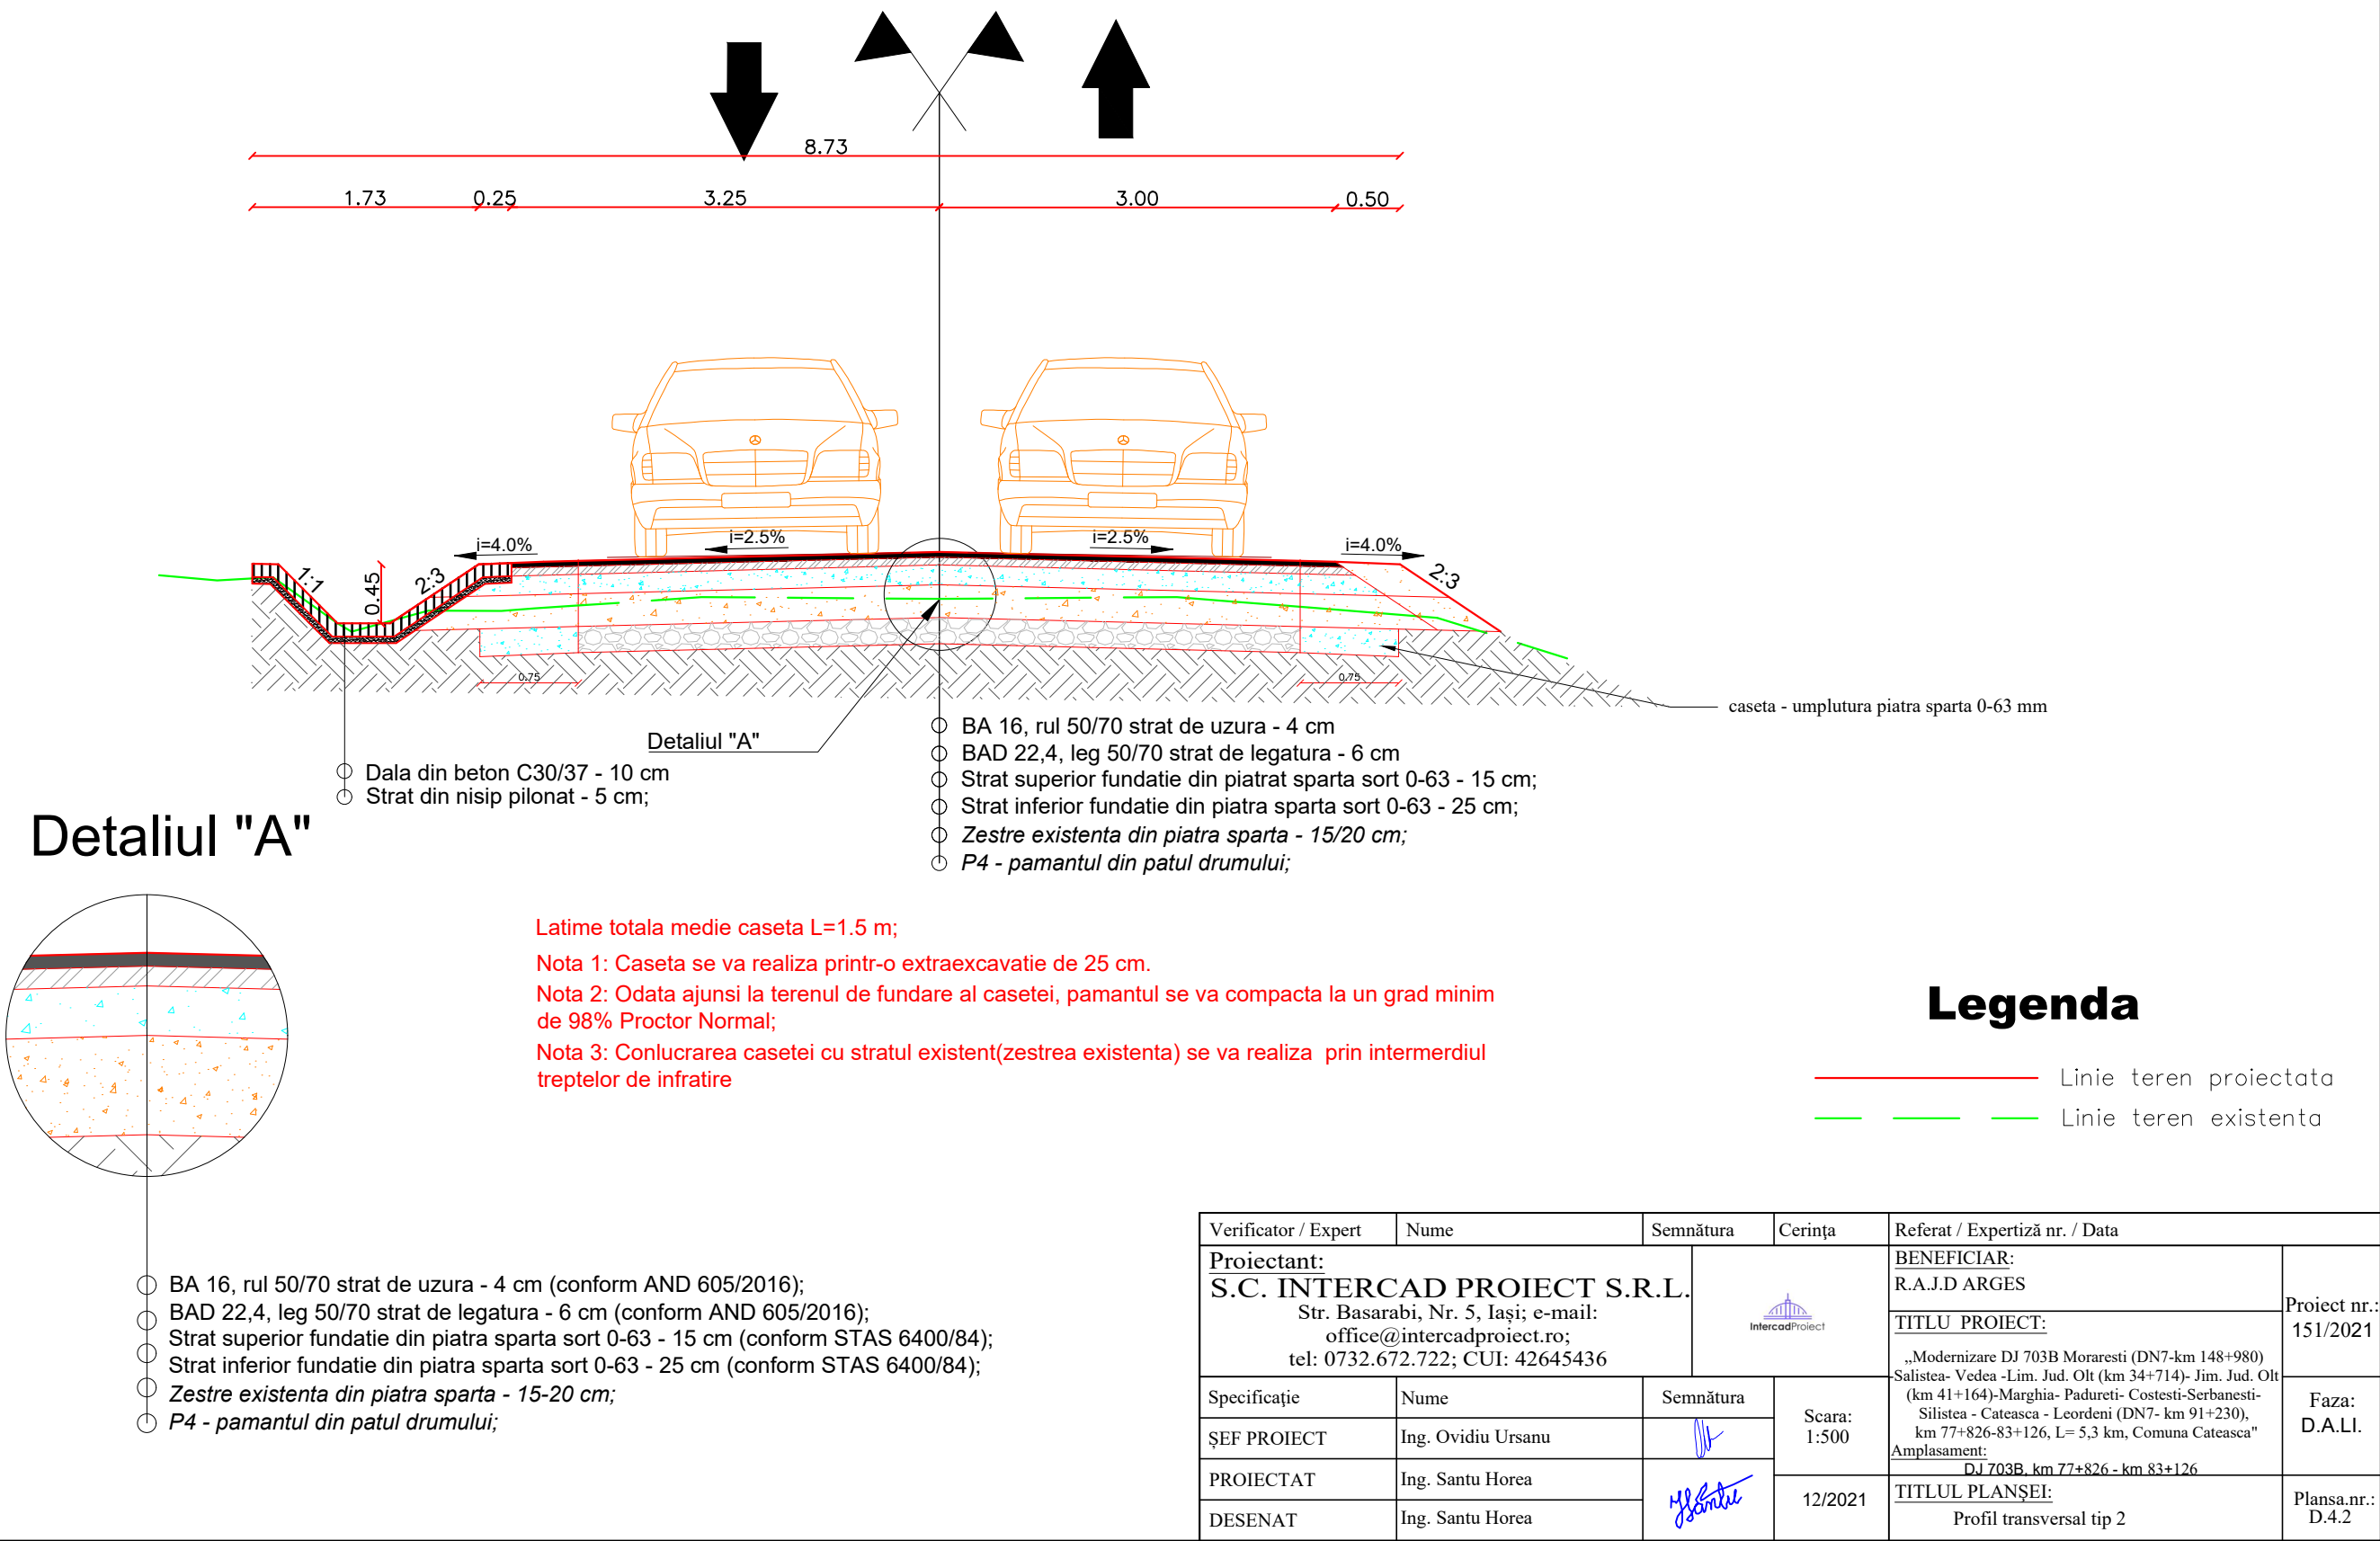 8.73
1.73 0.25 3.25 3.00 0.50
i=4.0% i=2.5% i=2.5% i=4.0%
1:1 0.45 2:3 2:3
0.75 0.75
caseta - umplutura piatra sparta 0-63 mm
Detaliul "A"
BA 16, rul 50/70 strat de uzura - 4 cm
BAD 22,4, leg 50/70 strat de legatura - 6 cm
Strat superior fundatie din piatrat sparta sort 0-63 - 15 cm;
Strat inferior fundatie din piatra sparta sort 0-63 - 25 cm;
Zestre existenta din piatra sparta - 15/20 cm;
P4 - pamantul din patul drumului;
Dala din beton C30/37 - 10 cm
Strat din nisip pilonat - 5 cm;
Detaliul "A"
Latime totala medie caseta L=1.5 m;
Nota 1: Caseta se va realiza printr-o extraexcavatie de 25 cm.
Nota 2: Odata ajunsi la terenul de fundare al casetei, pamantul se va compacta la un grad minim
de 98% Proctor Normal;
Nota 3: Conlucrarea casetei cu stratul existent(zestrea existenta) se va realiza prin intermerdiul
treptelor de infratire
Legenda
Linie teren proiectata
Linie teren existenta
BA 16, rul 50/70 strat de uzura - 4 cm (conform AND 605/2016);
BAD 22,4, leg 50/70 strat de legatura - 6 cm (conform AND 605/2016);
Strat superior fundatie din piatra sparta sort 0-63 - 15 cm (conform STAS 6400/84);
Strat inferior fundatie din piatra sparta sort 0-63 - 25 cm (conform STAS 6400/84);
Zestre existenta din piatra sparta - 15-20 cm;
P4 - pamantul din patul drumului;
Verificator / Expert Nume Semnătura Cerința Referat / Expertiză nr. / Data
Proiectant:
S.C. INTERCAD PROIECT S.R.L.
Str. Basarabi, Nr. 5, Iași; e-mail:
office@intercadproiect.ro;
tel: 0732.672.722; CUI: 42645436
IntercadProiect
BENEFICIAR:
R.A.J.D ARGES
TITLU PROIECT:
„Modernizare DJ 703B Moraresti (DN7-km 148+980)
-Salistea- Vedea -Lim. Jud. Olt (km 34+714)- Jim. Jud. Olt
(km 41+164)-Marghia- Padureti- Costesti-Serbanesti-
Silistea - Cateasca - Leordeni (DN7- km 91+230),
km 77+826-83+126, L= 5,3 km, Comuna Cateasca"
Amplasament:
DJ 703B, km 77+826 - km 83+126
Proiect nr.:
151/2021
Specificație Nume Semnătura
ȘEF PROIECT Ing. Ovidiu Ursanu
PROIECTAT Ing. Santu Horea
DESENAT Ing. Santu Horea
HSantu
Scara:
1:500
12/2021
Faza:
D.A.LI.
TITLUL PLANȘEI:
Profil transversal tip 2
Plansa.nr.:
D.4.2